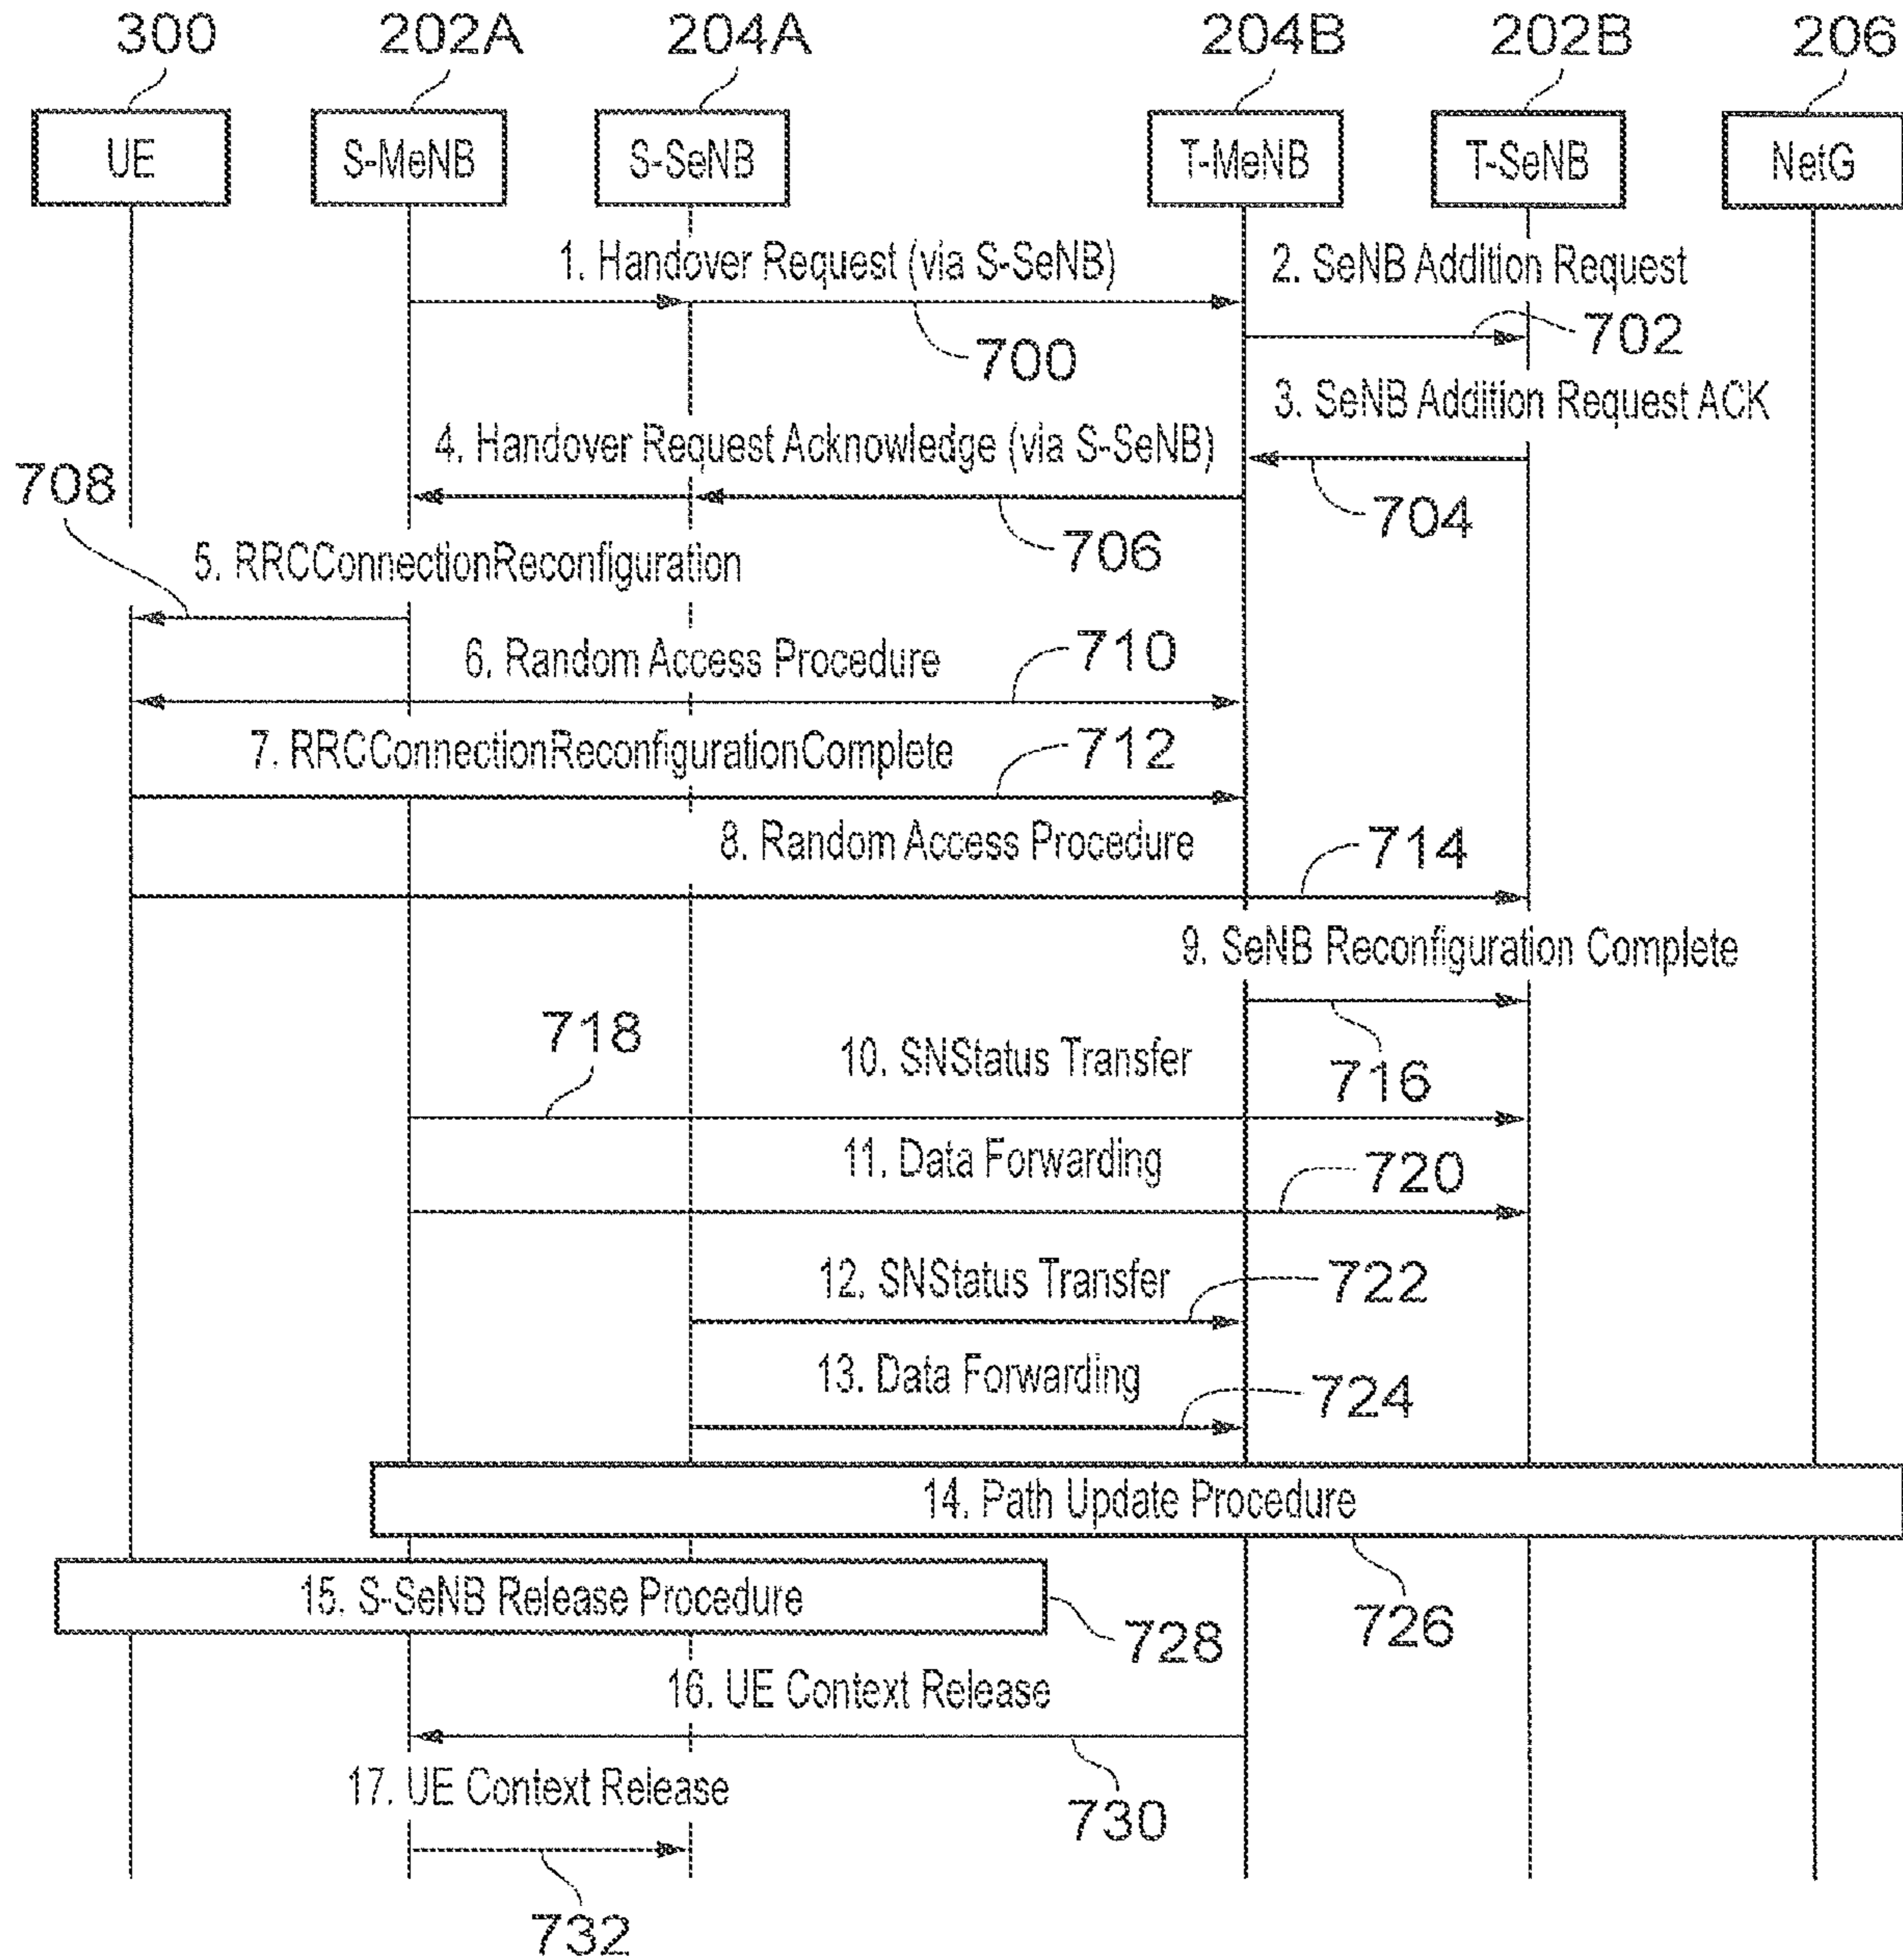 300 202A 204A 204B 202B 206
UE S-MeNB S-SeNB T-MeNB T-SeNB NetG
1. Handover Request (via S-SeNB)
2. SeNB Addition Request
700
702
3. SeNB Addition Request ACK
4. Handover Request Acknowledge (via S-SeNB)
704
706
708
5. RRCConnectionReconfiguration
6. Random Access Procedure
710
7. RRCConnectionReconfigurationComplete
712
8. Random Access Procedure
714
9. SeNB Reconfiguration Complete
716
718
10. SNStatus Transfer
11. Data Forwarding
720
12. SNStatus Transfer
722
13. Data Forwarding
724
14. Path Update Procedure
726
15. S-SeNB Release Procedure
728
16. UE Context Release
730
17. UE Context Release
732